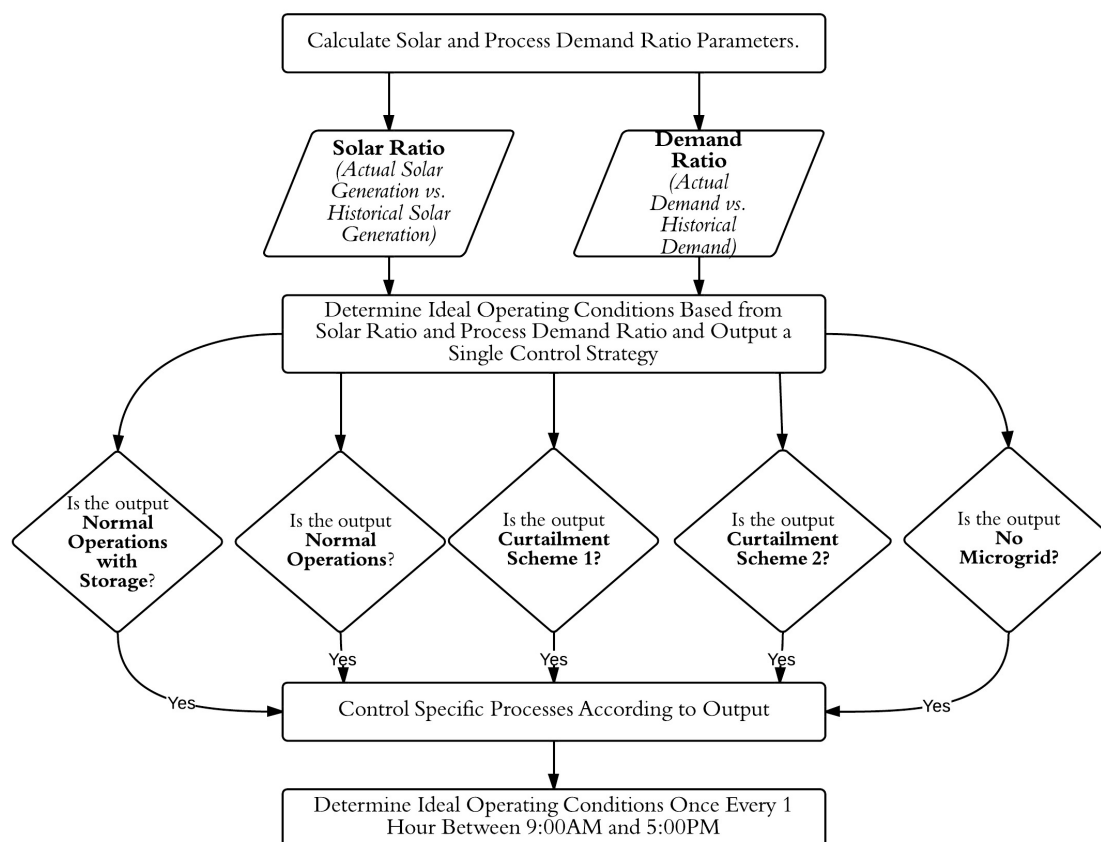 Calculate Solar and Process Demand Ratio Parameters.
Solar Ratio
(Actual Solar
Generation vs.
Historical Solar
Generation)
Demand
Ratio
(Actual
Demand vs.
Historical
Demand)
Determine Ideal Operating Conditions Based from
Solar Ratio and Process Demand Ratio and Output a
Single Control Strategy
Is the output
Normal
Operations
with
Storage?
Is the output
Normal
Operations?
Is the output
Curtailment
Scheme 1?
Is the output
Curtailment
Scheme 2?
Is the output
No
Microgrid?
Yes
Yes
Yes
Yes
Yes
Control Specific Processes According to Output
Determine Ideal Operating Conditions Once Every 1
Hour Between 9:00AM and 5:00PM